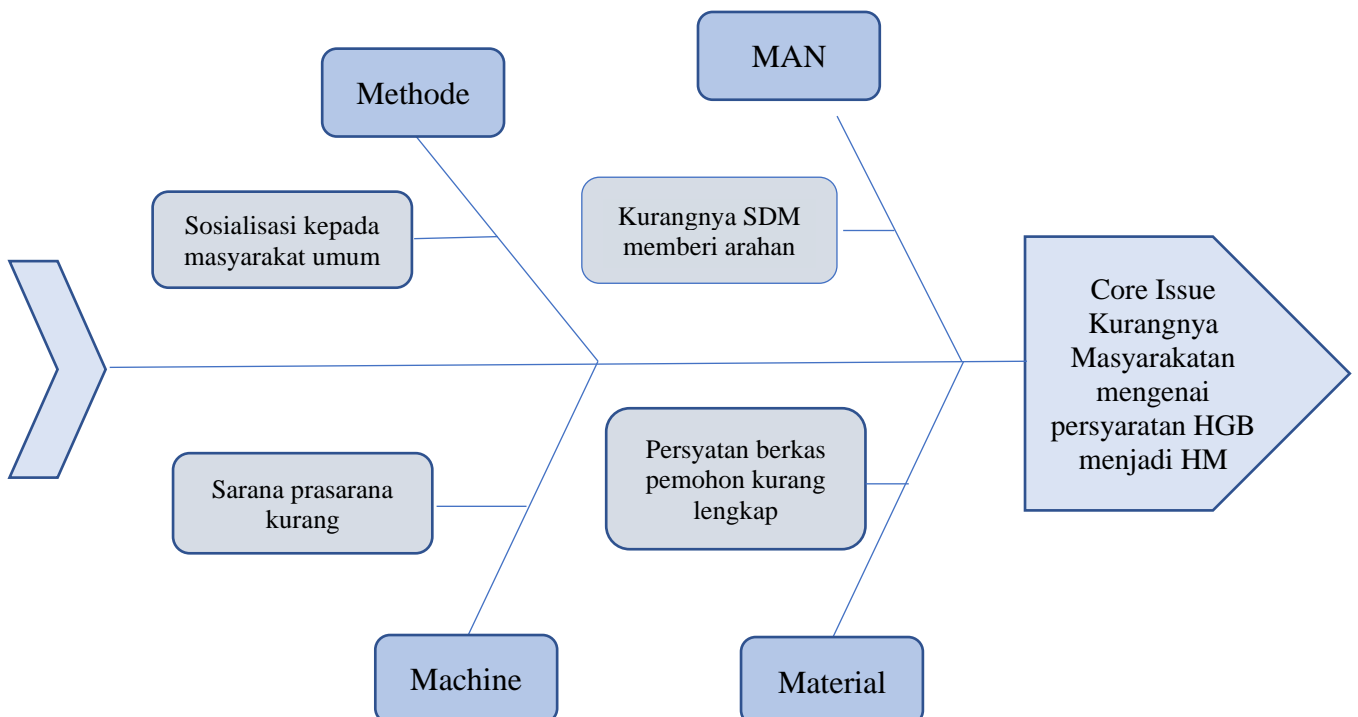 Methode
MAN
Sosialisasi kepada
masyarakat umum
Kurangnya SDM
memberi arahan
Core Issue
Kurangnya
Masyarakatan
mengenai
persyaratan HGB
menjadi HM
Sarana prasarana
kurang
Persyatan berkas
pemohon kurang
lengkap
Machine
Material